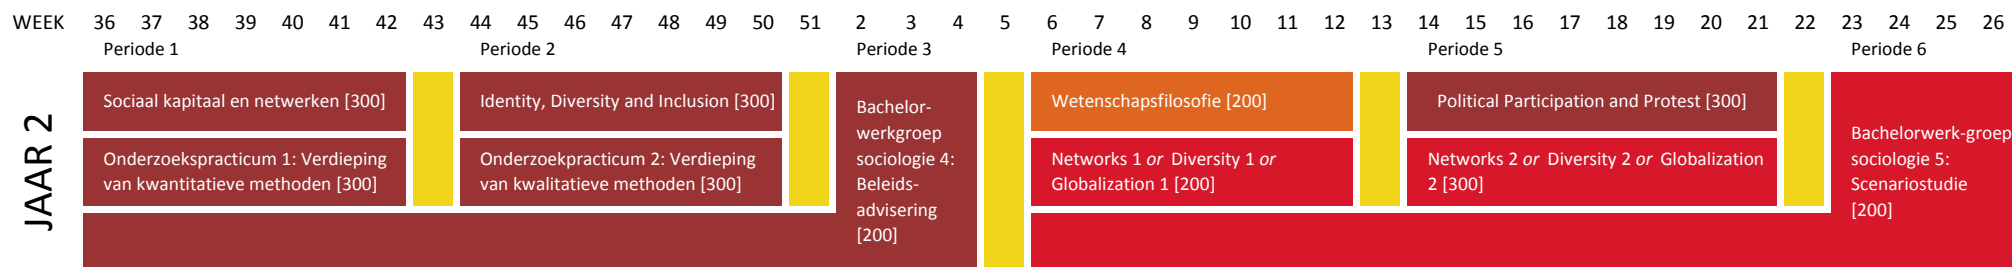 WEEK 36 37 38 39 40 41 42 43 44 45 46 47 48 49 50 51 2 3 4 5 6 7 8 9 10 11 12 13 14 15 16 17 18 19 20 21 22 23 24 25 26
Periode 1 Periode 2 Periode 3 Periode 4 Periode 5 Periode 6
JAAR 2
Sociaal kapitaal en netwerken [300]
Onderzoekspracticum 1: Verdieping
van kwantitatieve methoden [300]
Identity, Diversity and Inclusion [300]
Onderzoekpracticum 2: Verdieping
van kwalitatieve methoden [300]
Bachelor-
werkgroep
sociologie 4:
Beleids-
advisering
[200]
Wetenschapsfilosofie [200]
Networks 1 or Diversity 1 or
Globalization 1 [200]
Political Participation and Protest [300]
Networks 2 or Diversity 2 or Globalization
2 [300]
Bachelorwerk-groep
sociologie 5:
Scenariostudie
[200]